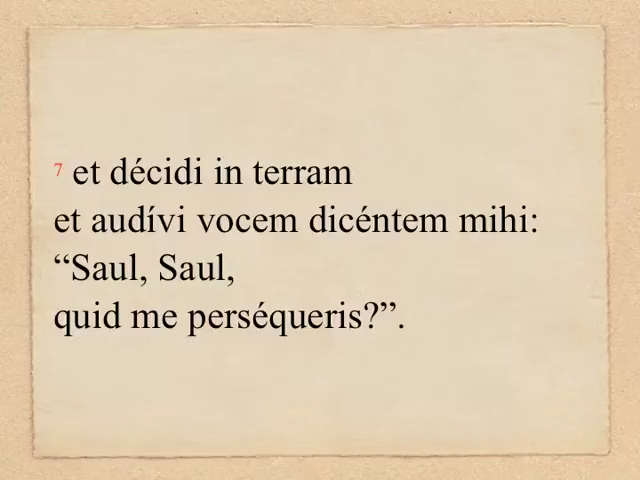 7 et décidi in terram
et audívi vocem dicéntem mihi:
“Saul, Saul,
quid me perséqueris?”.